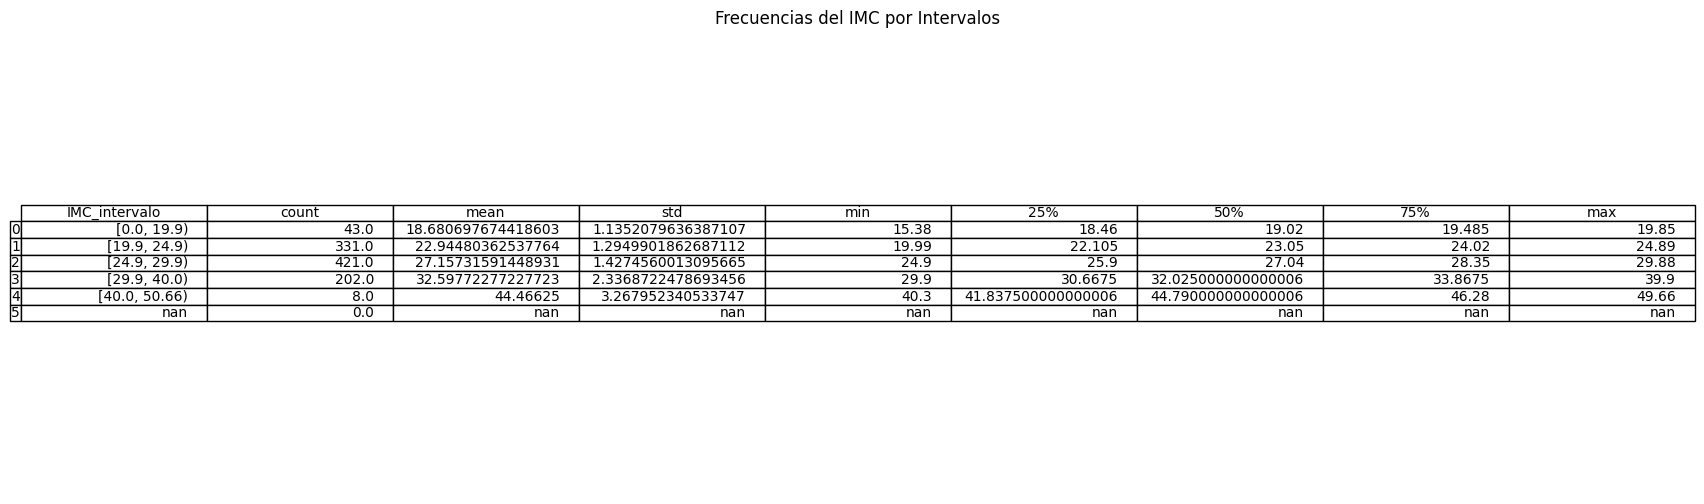 Frecuencias del IMC por Intervalos
IMC_intervalo count mean std min 25% 50% 75% max
0 [0.0, 19.9) 43.0 18.680697674418603 1.1352079636387107 15.38 18.46 19.02 19.485 19.85
1 [19.9, 24.9) 331.0 22.94480362537764 1.2949901862687112 19.99 22.105 23.05 24.02 24.89
2 [24.9, 29.9) 421.0 27.15731591448931 1.4274560013095665 24.9 25.9 27.04 28.35 29.88
3 [29.9, 40.0) 202.0 32.59772277227723 2.3368722478693456 29.9 30.6675 32.025000000000006 33.8675 39.9
4 [40.0, 50.66) 8.0 44.46625 3.267952340533747 40.3 41.837500000000006 44.790000000000006 46.28 49.66
5 nan 0.0 nan nan nan nan nan nan nan